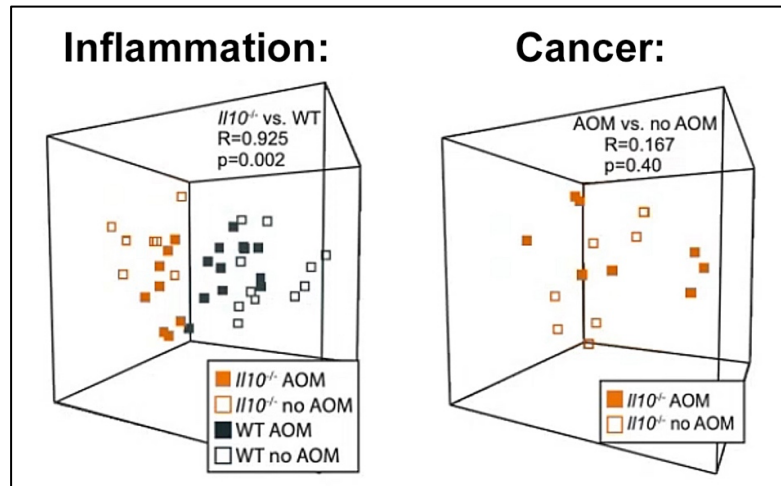 Inflammation:
Il10-/- vs. WT
R=0.925
p=0.002
Il10-/- AOM
Il10-/- no AOM
WT AOM
WT no AOM
Cancer:
AOM vs. no AOM
R=0.167
p=0.40
Il10-/- AOM
Il10-/- no AOM